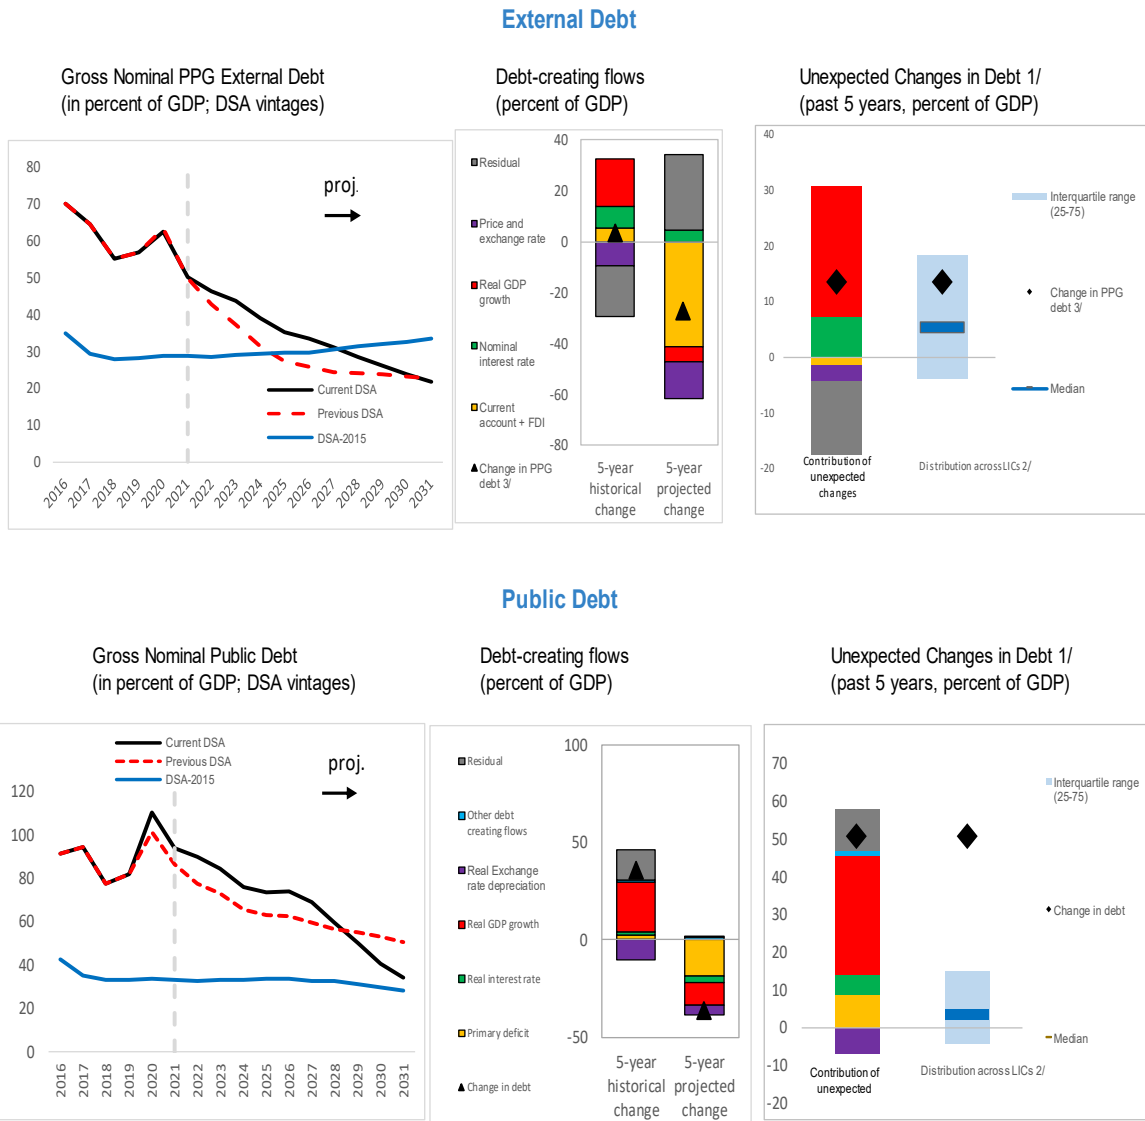 External Debt
Gross Nominal PPG External Debt
(in percent of GDP; DSA vintages)
80
70
60
50
40
30
20
10
0
proj.
Current DSA
Previous DSA
DSA-2015
2016
2017
2018
2019
2020
2021
2022
2023
2024
2025
2026
2027
2028
2029
2030
2031
Debt-creating flows
(percent of GDP)
Residual
Price and
exchange rate
Real GDP
growth
Nominal
interest rate
Current
account + FDI
Change in PPG
debt 3/
40
20
0
-20
-40
-60
-80
5-year
historical
change
5-year
projected
change
Unexpected Changes in Debt 1/
(past 5 years, percent of GDP)
40
30
20
10
0
-10
-20
Contribution of
unexpected
changes
Distribution across LICs 2/
Interquartile range
(25-75)
Change in PPG
debt 3/
Median
Public Debt
Gross Nominal Public Debt
(in percent of GDP; DSA vintages)
Current DSA
Previous DSA
DSA-2015
proj.
120
100
80
60
40
20
0
2016
2017
2018
2019
2020
2021
2022
2023
2024
2025
2026
2027
2028
2029
2030
2031
Debt-creating flows
(percent of GDP)
Residual
Other debt
creating flows
Real Exchange
rate depreciation
Real GDP growth
Real interest rate
Primary deficit
Change in debt
100
50
0
-50
5-year
historical
change
5-year
projected
change
Unexpected Changes in Debt 1/
(past 5 years, percent of GDP)
70
60
50
40
30
20
10
0
-10
-20
Contribution of
unexpected
Distribution across LICs 2/
Interquartile range
(25-75)
Change in debt
Median